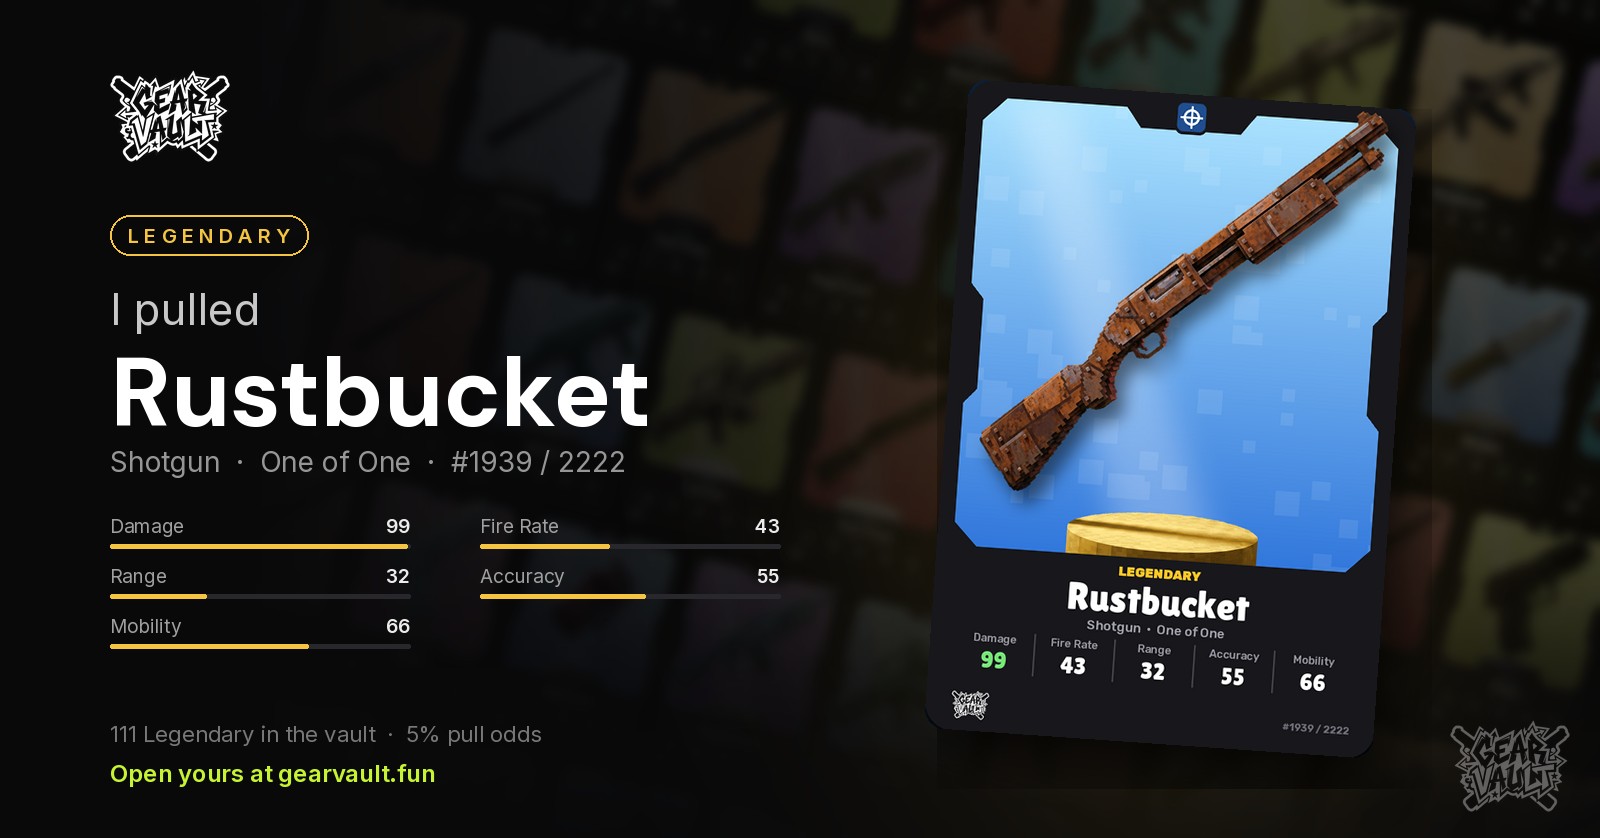 GEAR
VAULT
LEGENDARY
I pulled
Rustbucket
Shotgun · One of One · #1939 / 2222
Damage 99
Fire Rate 43
Range 32
Accuracy 55
Mobility 66
111 Legendary in the vault · 5% pull odds
Open yours at gearvault.fun
LEGENDARY
Rustbucket
Shotgun · One of One
Damage Fire Rate Range Accuracy Mobility
99 43 32 55 66
GEAR
VAULT
#1939 / 2222
GEAR
VAULT